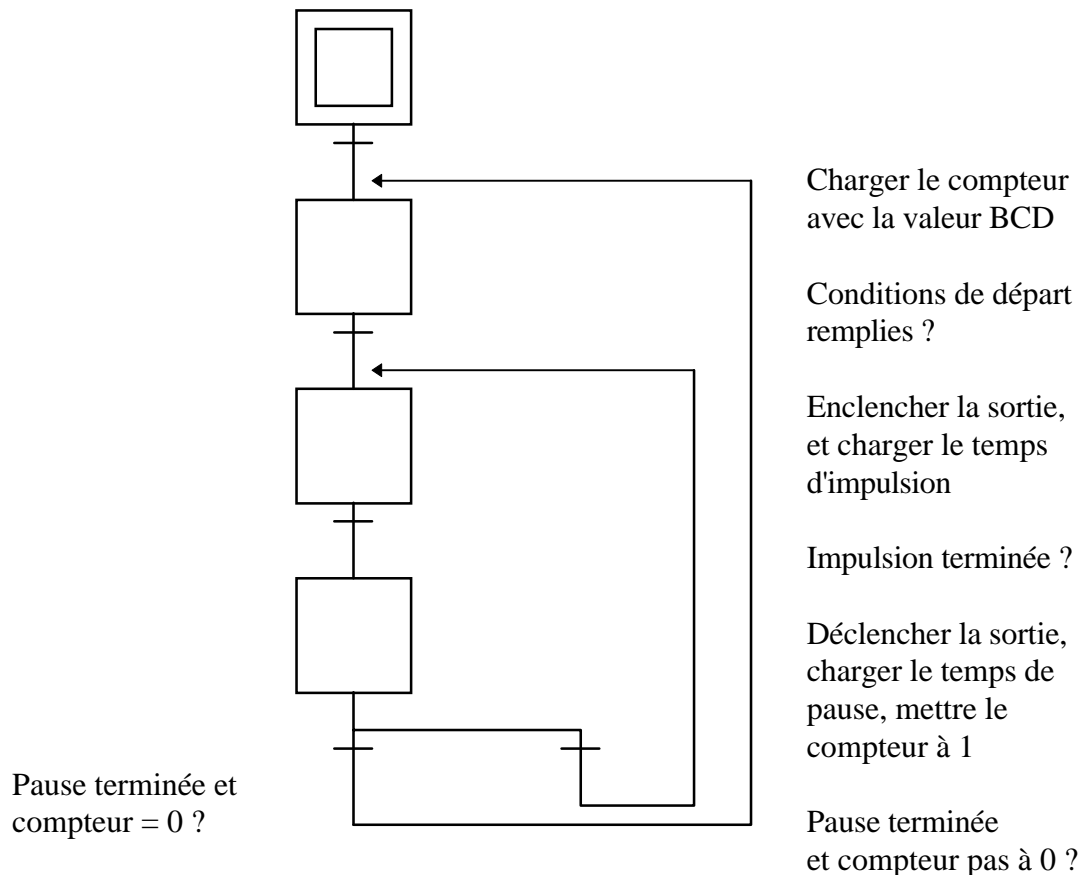 Charger le compteur
avec la valeur BCD
Conditions de départ
remplies ?
Enclencher la sortie,
et charger le temps
d'impulsion
Impulsion terminée ?
Déclencher la sortie,
charger le temps de
pause, mettre le
compteur à 1
Pause terminée et
compteur = 0 ?
Pause terminée
et compteur pas à 0 ?